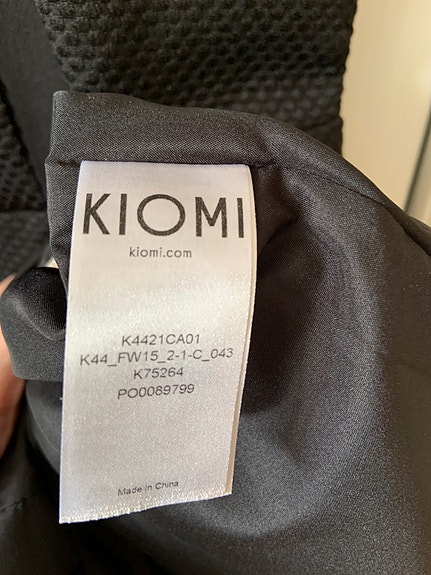 KIOMI
kiomi.com
K4421CA01
K44_FW15_2-1-C_043
K75264
PO0089799
Made in China